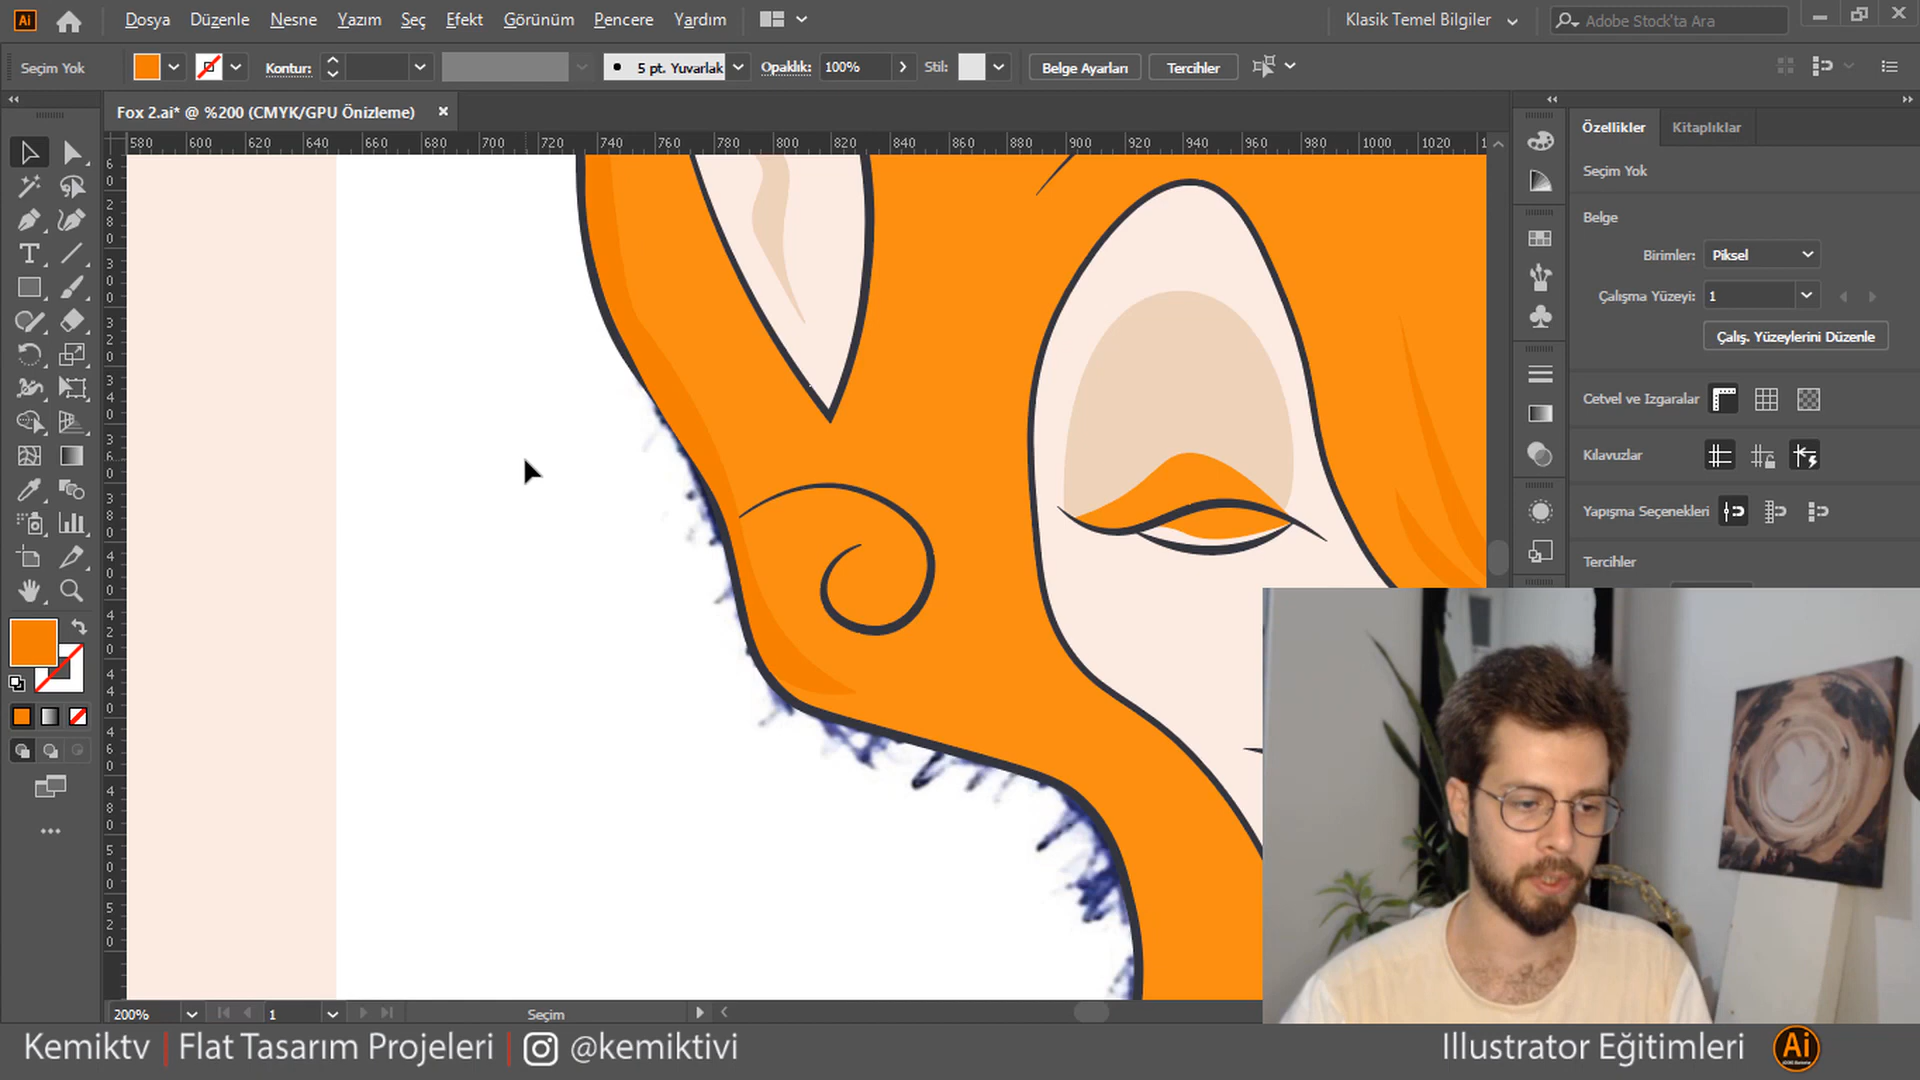 Ai Dosya Düzenle Nesne Yazım Seç Efekt Görünüm Pencere Yardım Klasik Temel Bilgiler Adobe Stock'ta Ara
Seçim Yok Kontur: 5 pt. Yuvarlak Opaklık: 100% Stil: Belge Ayarları Tercihler
Fox 2.ai* @ %200 (CMYK/GPU Önizleme)
Özellikler Kitaplıklar
580 600 620 640 660 680 700 720 740 760 780 800 820 840 860 880 900 920 940 960 980 1000 1020 1
Seçim Yok
Belge
Birimler: Piksel
Çalışma Yüzeyi: 1
Çalış. Yüzeylerini Düzenle
Cetvel ve Izgaralar
Kılavuzlar
Yapışma Seçenekleri
Tercihler
200% 1 Seçim
Kemiktv | Flat Tasarım Projeleri | @kemiktivi
Illustrator Eğitimleri Ai